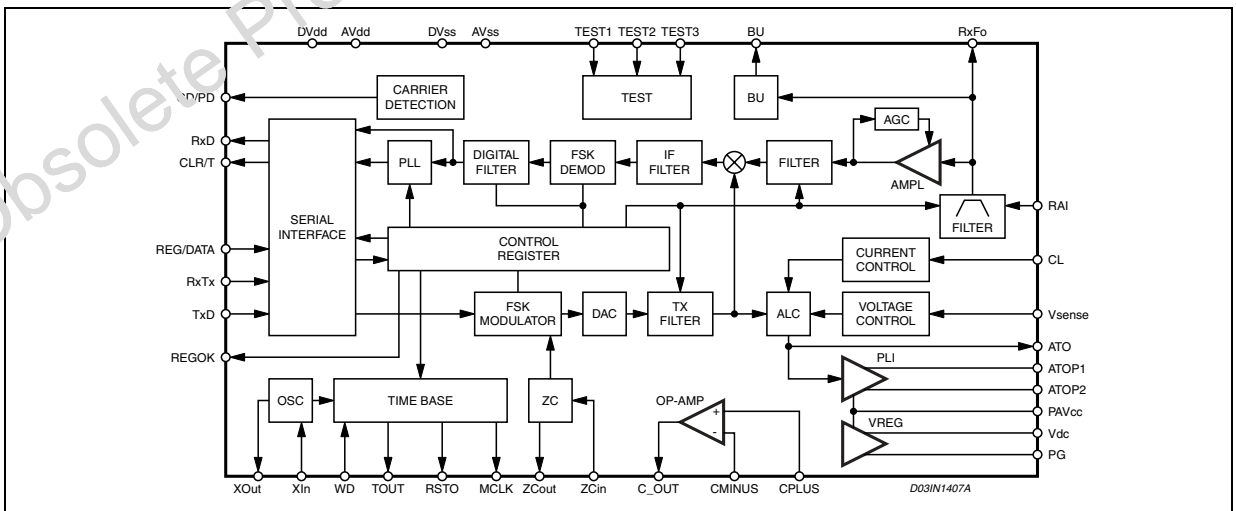 DVdd AVdd DVss AVss TEST1 TEST2 TEST3 BU RxFo
CARRIER
DETECTION
TEST
BU
CD/PD
AGC
RxD
CLR/T
PLL
DIGITAL
FILTER
FSK
DEMOD
IF
FILTER
FILTER
AMPL
FILTER
RAI
SERIAL
INTERFACE
REG/DATA
CONTROL
REGISTER
CURRENT
CONTROL
CL
RxTx
TxD
FSK
MODULATOR
DAC
TX
FILTER
ALC
VOLTAGE
CONTROL
Vsense
ATO
REGOK
PLI
ATOP1
ATOP2
OSC
TIME BASE
ZC
OP-AMP
+
-
PAVcc
VREG
Vdc
PG
XOut XIn WD TOUT RSTO MCLK ZCout ZCin C_OUT CMINUS CPLUS
D03IN1407A
Obsolete